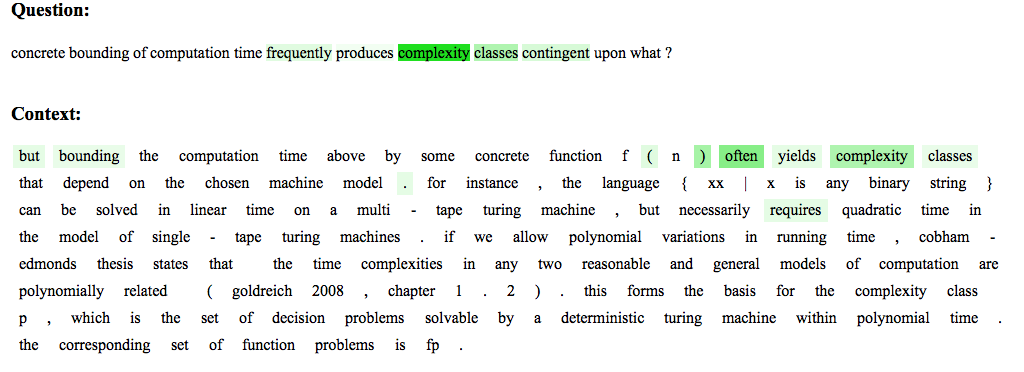 Question:
concrete bounding of computation time frequently produces complexity classes contingent upon what ?
Context:
but bounding the computation time above by some concrete function f ( n ) often yields complexity classes
that depend on the chosen machine model . for instance , the language { xx | x is any binary string }
can be solved in linear time on a multi - tape turing machine , but necessarily requires quadratic time in
the model of single - tape turing machines . if we allow polynomial variations in running time , cobham -
edmonds thesis states that the time complexities in any two reasonable and general models of computation are
polynomially related ( goldreich 2008 , chapter 1 . 2 ) . this forms the basis for the complexity class
p , which is the set of decision problems solvable by a deterministic turing machine within polynomial time .
the corresponding set of function problems is fp .